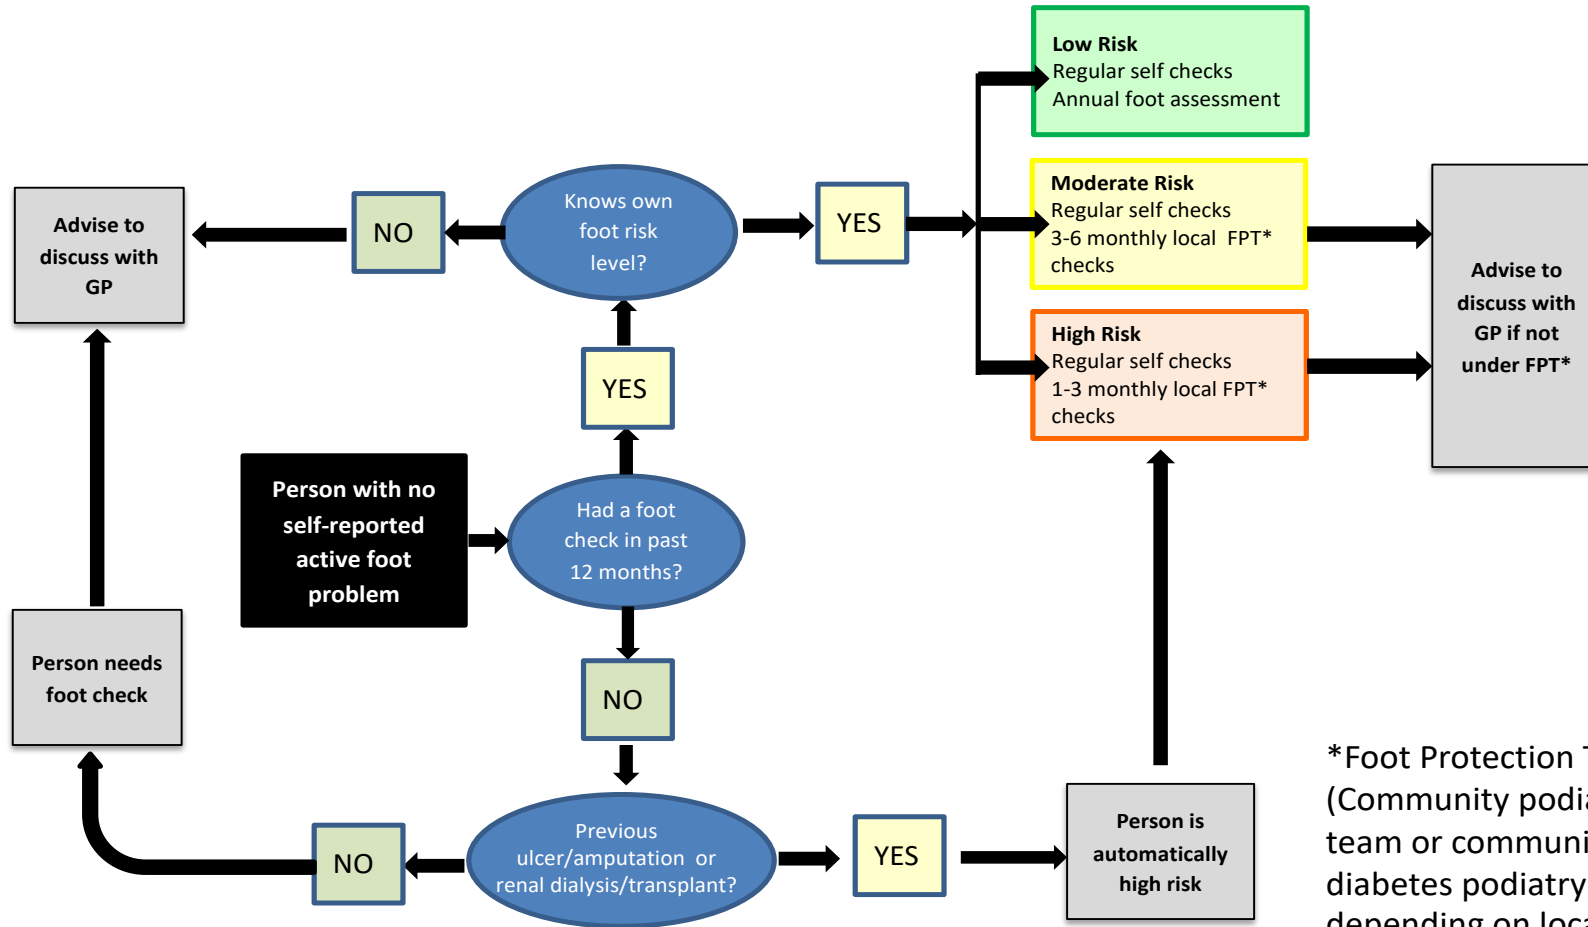 Low Risk
Regular self checks
Annual foot assessment
Moderate Risk
Regular self checks
3-6 monthly local FPT*
checks
High Risk
Regular self checks
1-3 monthly local FPT*
checks
Advise to
discuss with
GP if not
under FPT*
Knows own
foot risk
level?
YES
NO
Advise to
discuss with
GP
YES
Person with no
self-reported
active foot
problem
Had a foot
check in past
12 months?
NO
Person needs
foot check
Previous
ulcer/amputation or
renal dialysis/transplant?
NO
YES
Person is
automatically
high risk
*Foot Protection
(Community
team or
diabetes podiatry
depending on